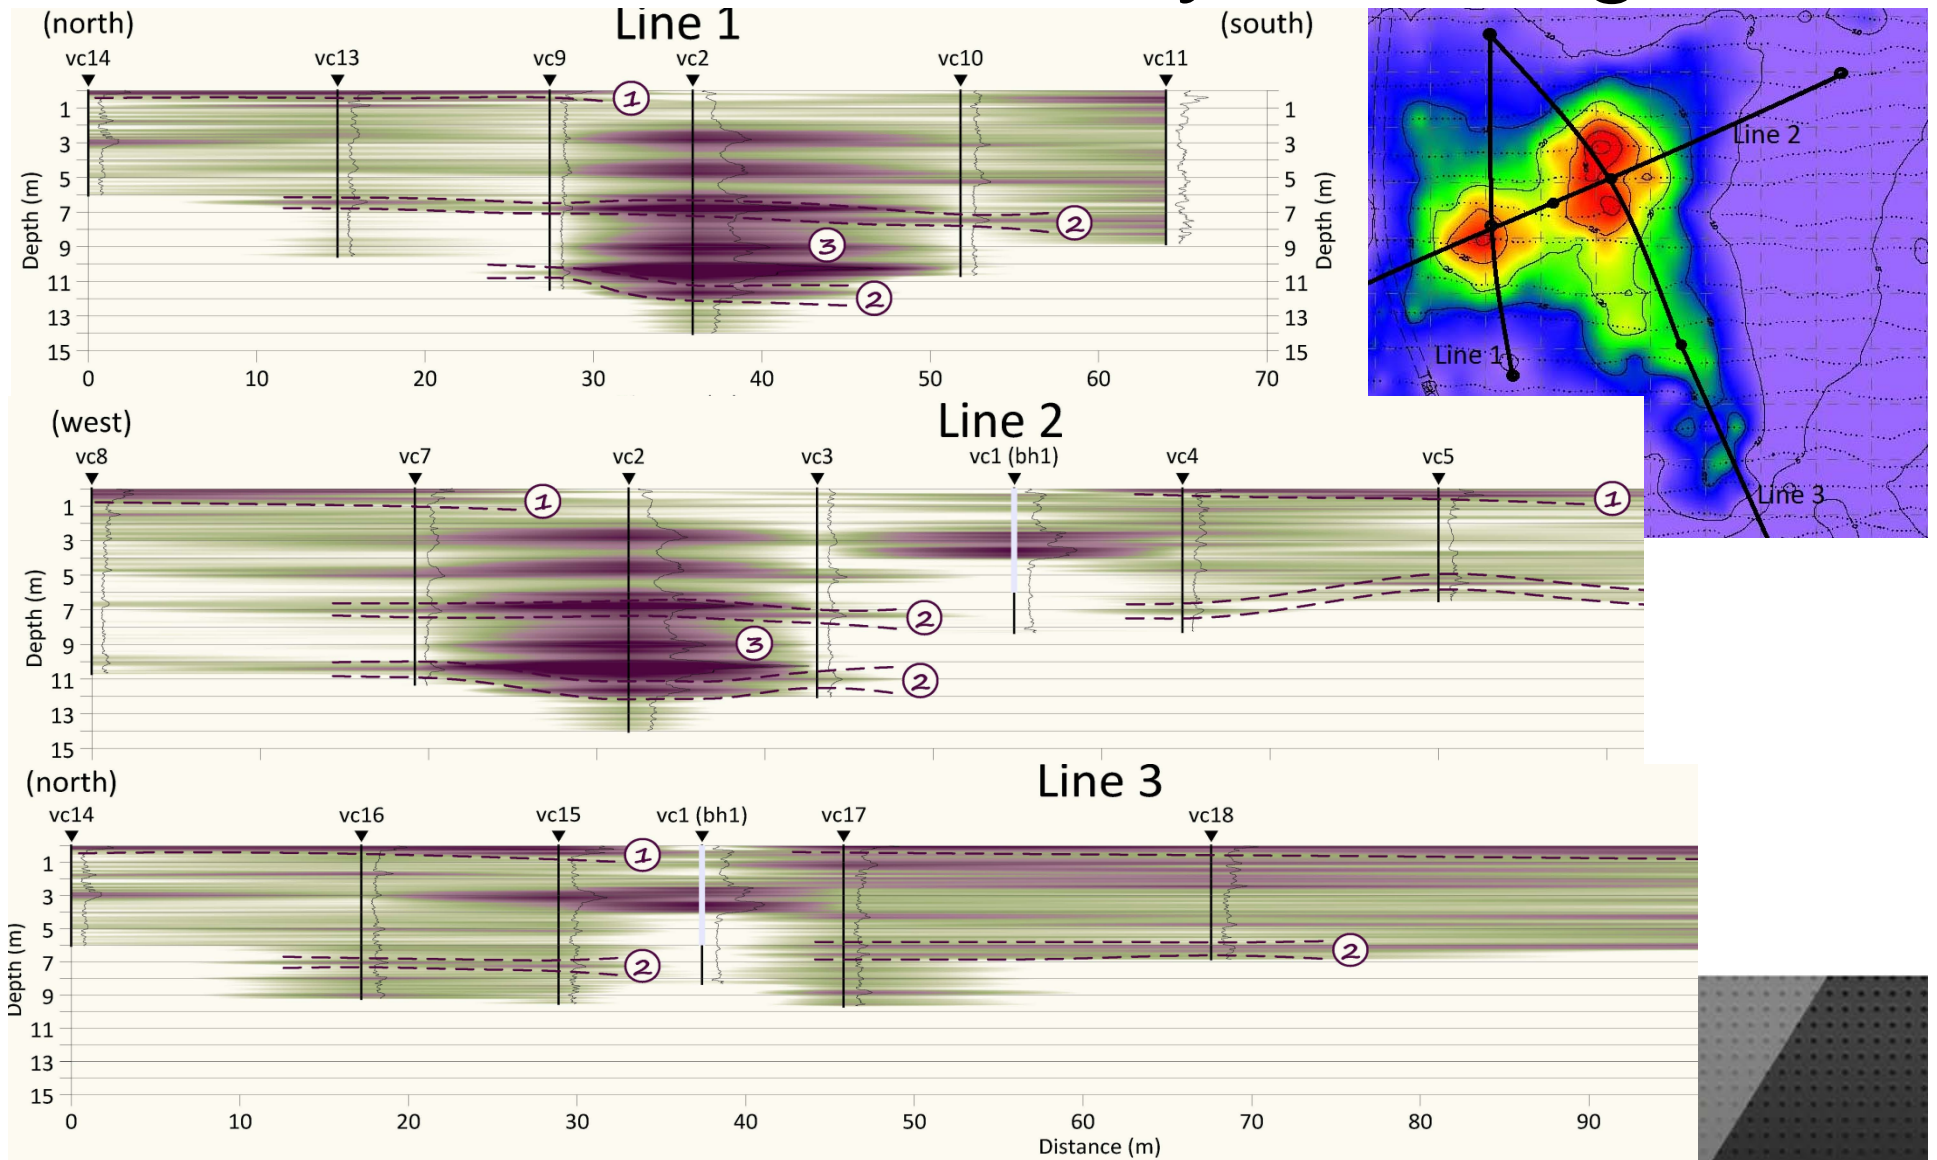 Line 1
(north)
(south)
vc14 vc13 vc9 vc2 vc10 vc11
1
1 1
3 3
5 5
7 7
2
3
9 9
11 11
2
13 13
15 15
Depth (m)
Depth (m)
0 10 20 30 40 50 60 70
Line 2
Line 1
Line 3
Line 2
(west)
vc8 vc7 vc2 vc3 vc1 (bh1) vc4 vc5
1 1 1
3
5
7 2
9 3
11 2
13
15
Depth (m)
Line 3
(north)
vc14 vc16 vc15 vc1 (bh1) vc17 vc18
1 1
3
5
7 2 2
9
11
13
15
Depth (m)
0 10 20 30 40 50 60 70 80 90
Distance (m)